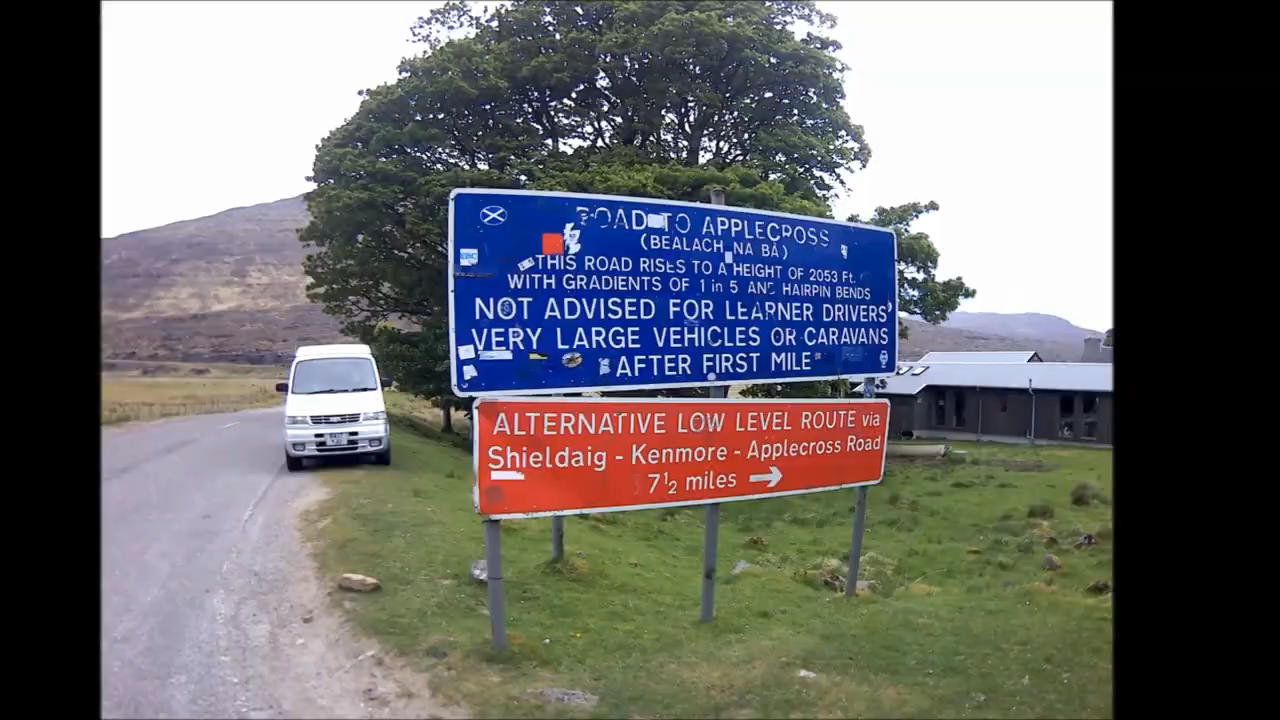 ROAD TO APPLECROSS
(BEALACH NA BÀ)
THIS ROAD RISES TO A HEIGHT OF 2053 Ft.
WITH GRADIENTS OF 1 in 5 AND HAIRPIN BENDS
NOT ADVISED FOR LEARNER DRIVERS
VERY LARGE VEHICLES OR CARAVANS
AFTER FIRST MILE
ALTERNATIVE LOW LEVEL ROUTE via
Shieldaig - Kenmore - Applecross Road
7½ miles →